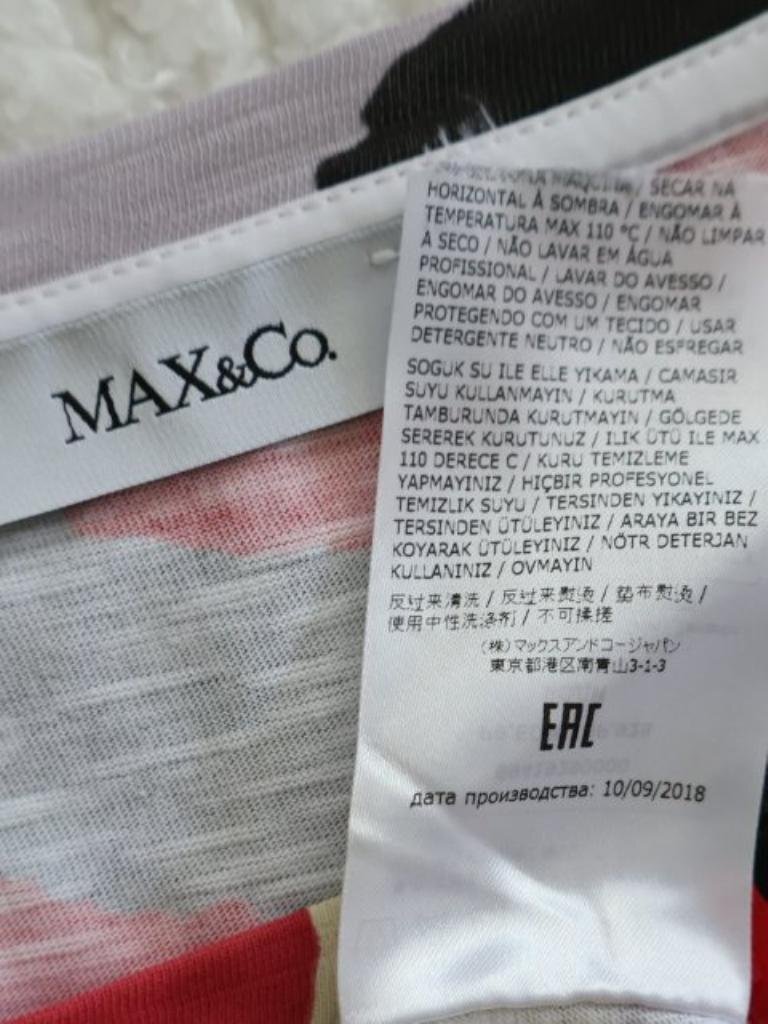 MAX&Co.
SECAR NA
HORIZONTAL À SOMBRA / ENGOMAR À
TEMPERATURA MAX 110 °C / NÃO LIMPAR
A SECO / NÃO LAVAR EM ÁGUA
PROFISSIONAL / LAVAR DO AVESSO /
ENGOMAR DO AVESSO / ENGOMAR
PROTEGENDO COM UM TECIDO / USAR
DETERGENTE NEUTRO / NÃO ESFREGAR
SOGUK SU ILE ELLE YIKAMA / CAMASIR
SUYU KULLANMAYIN / KURUTMA
TAMBURUNDA KURUTMAYIN / GÖLGEDE
SEREREK KURUTUNUZ / ILIK ÜTÜ ILE MAX
110 DERECE C / KURU TEMIZLEME
YAPMAYINIZ / HIÇBIR PROFESYONEL
TEMIZLIK SUYU / TERSINDEN YIKAYINIZ /
TERSINDEN ÜTÜLEYINIZ / ARAYA BIR BEZ
KOYARAK ÜTÜLEYINIZ / NÖTR DETERJAN
KULLANINIZ / OVMAYIN
反过来清洗 / 反过来熨烫 / 垫布熨烫 /
使用中性洗涤剂 / 不可揉搓
(株)マックスアンドコージャパン
東京都港区南青山3-1-3
EAC
дата производства: 10/09/2018